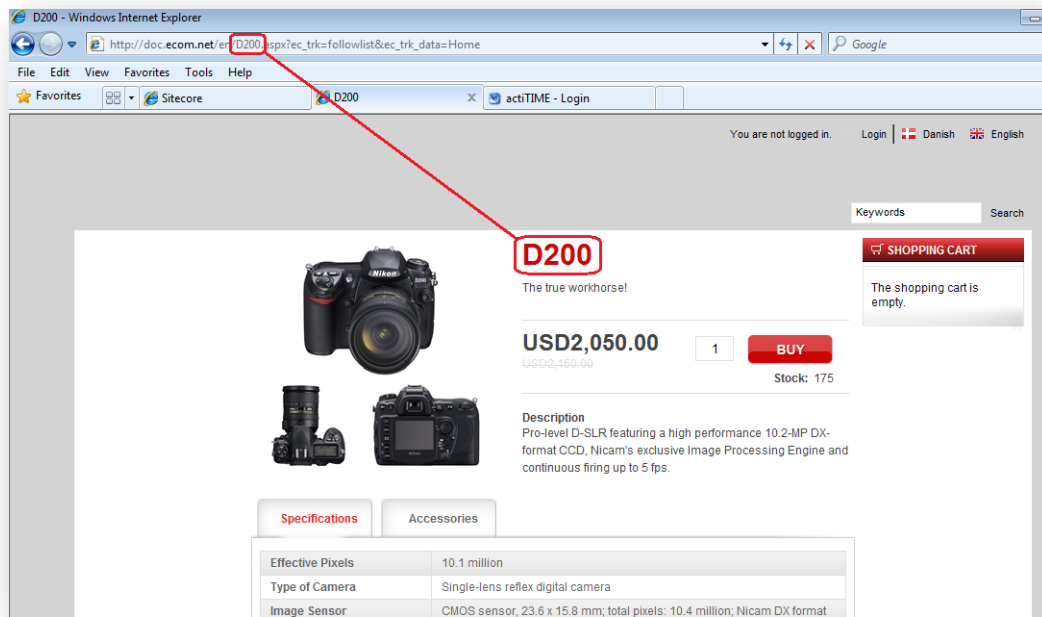 D200 - Windows Internet Explorer
http://doc.ecom.net/en/D200.aspx?ec_trk=followlist&ec_trk_data=Home
Google
File Edit View Favorites Tools Help
Favorites
Sitecore
D200
actiTIME - Login
You are not logged in. Login Danish English
Keywords Search
SHOPPING CART
The shopping cart is
empty.
Nikon
D200
The true workhorse!
USD2,050.00
1
BUY
USD2,150.00
Stock: 175
Description
Pro-level D-SLR featuring a high performance 10.2-MP DX-
format CCD, Nicam's exclusive Image Processing Engine and
continuous firing up to 5 fps.
Specifications Accessories
Effective Pixels 10.1 million
Type of Camera Single-lens reflex digital camera
Image Sensor CMOS sensor, 23.6 x 15.8 mm; total pixels: 10.4 million; Nicam DX format